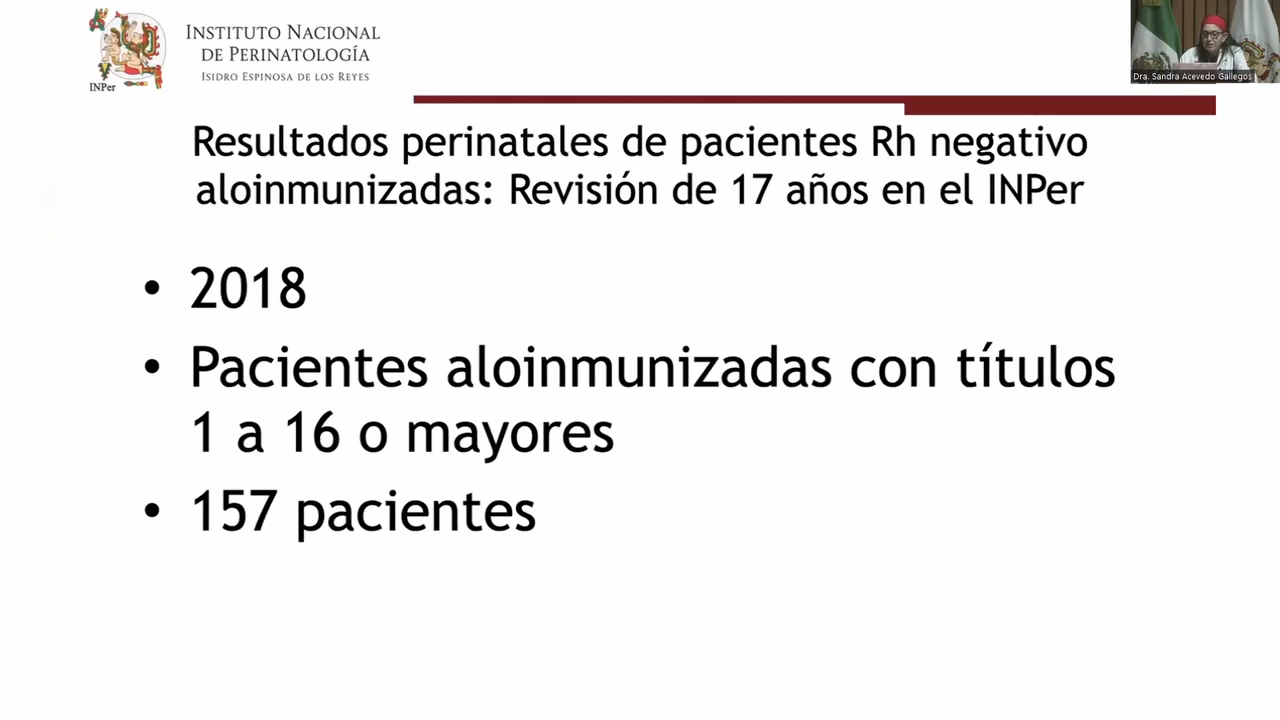 INSTITUTO NACIONAL
DE PERINATOLOGÍA
ISIDRO ESPINOSA DE LOS REYES
INPer
Dra. Sandra Acevedo Gallegos
Resultados perinatales de pacientes Rh negativo
aloinmunizadas: Revisión de 17 años en el INPer
• 2018
• Pacientes aloinmunizadas con títulos
1 a 16 o mayores
• 157 pacientes